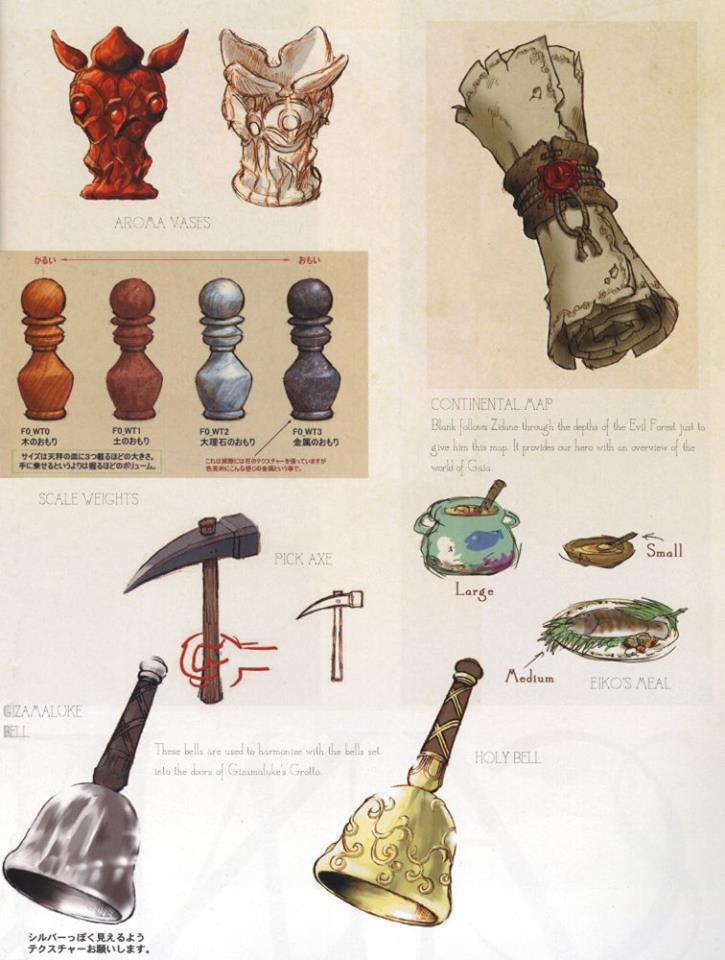 AROMA VASES
かるい
おもい
F0_WT0
木のおもり
F0_WT1
土のおもり
F0_WT2
大理石のおもり
F0_WT3
金属のおもり
サイズは天秤の皿に3つ載るほどの大きさ。
手に乗せるというよりは握るほどのボリューム。
これは実際には石のテクスチャーを張っていますが
色見的にこんな感じの金属という事で。
SCALE WEIGHTS
CONTINENTAL MAP
Blank follows Zidane through the depths of the Evil Forest just to
give him this map. It provides our hero with an overview of the
world of Gaia.
PICK AXE
Large
Small
Medium
EIKO'S MEAL
GIZAMALUKE
BELL
These bells are used to harmonize with the bells set
into the doors of Gizamaluke's Grotto.
HOLY BELL
シルバーっぽく見えるよう
テクスチャーお願いします。